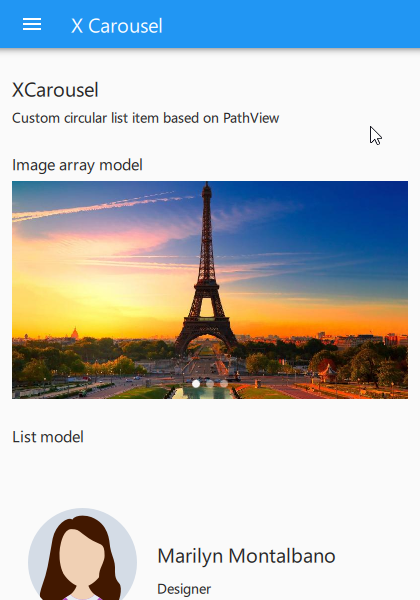 X Carousel
XCarousel
Custom circular list item based on PathView
Image array model
List model
Marilyn Montalbano
Designer